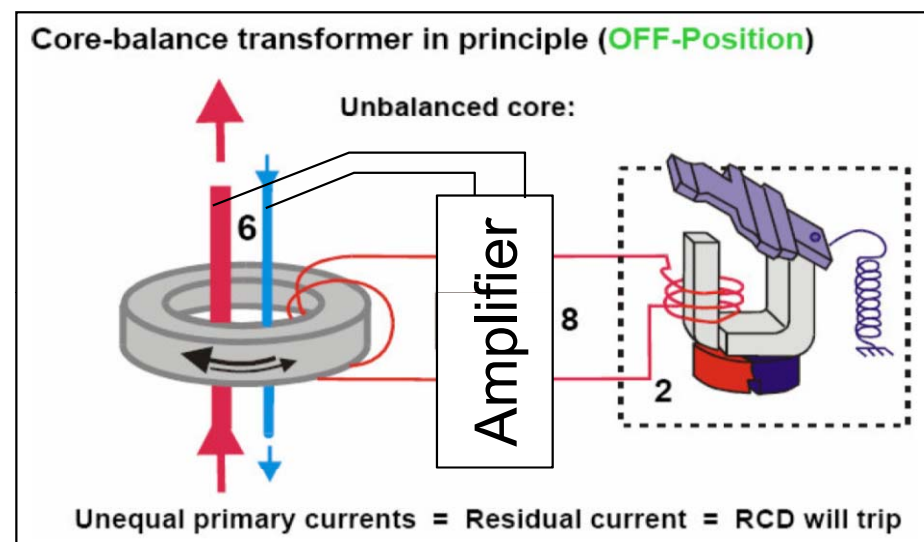 Core-balance transformer in principle (OFF-Position)
Unbalanced core:
6
Amplifier
8
2
Unequal primary currents = Residual current = RCD will trip